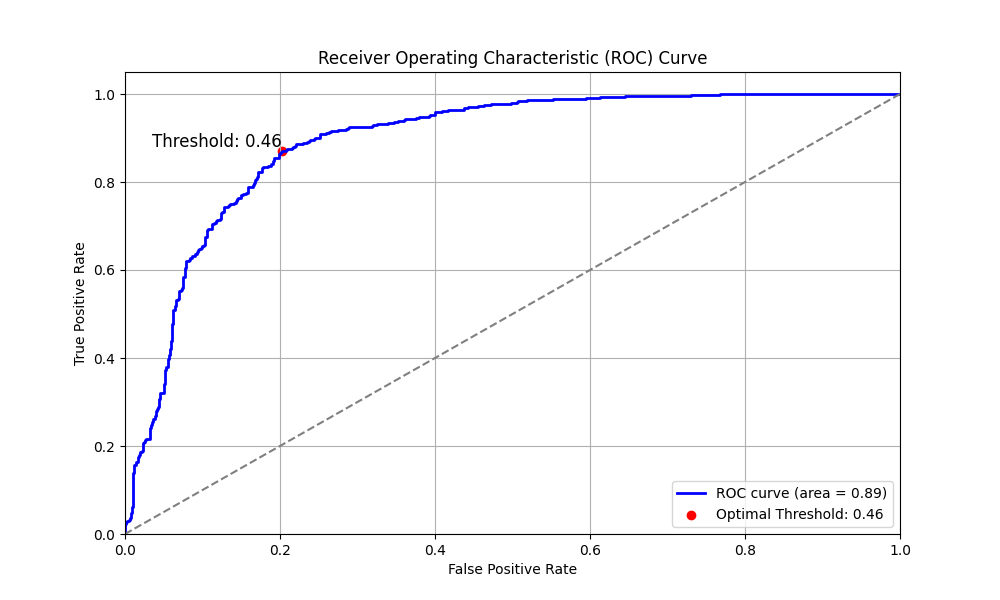 Receiver Operating Characteristic (ROC) Curve
1.0
0.8
0.6
0.4
0.2
0.0
True Positive Rate
Threshold: 0.46
ROC curve (area = 0.89)
Optimal Threshold: 0.46
0.0 0.2 0.4 0.6 0.8 1.0
False Positive Rate